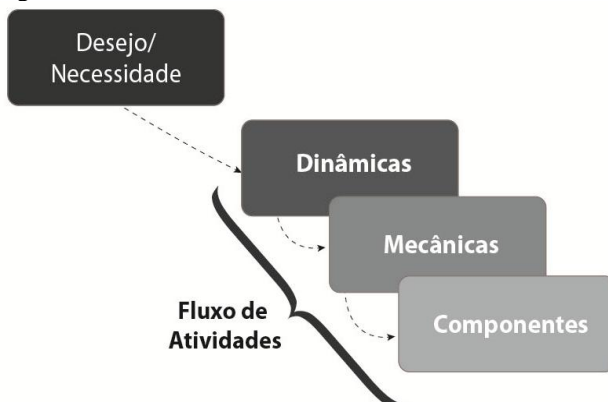 Desejo/
Necessidade
Dinâmicas
Mecânicas
Componentes
Fluxo de
Atividades